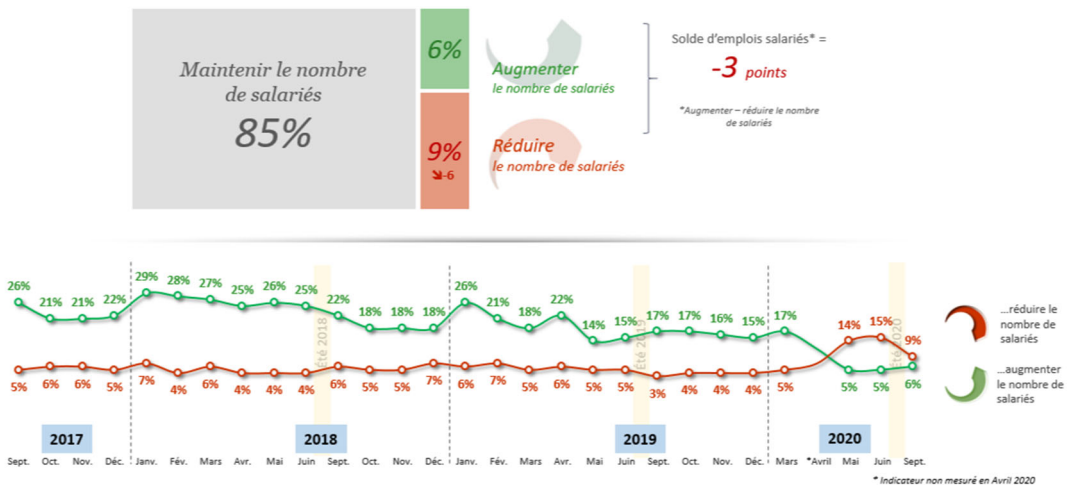 Maintenir le nombre
de salariés
85%
6%
Augmenter
le nombre de salariés
9%
↘-6
Réduire
le nombre de salariés
Solde d'emplois salariés* =
-3 points
*Augmenter – réduire le nombre
de salariés
26% 21% 21% 22% 29% 28% 27% 25% 26% 25% 22% 18% 18% 18% 26% 21% 18% 22% 14% 15% 17% 17% 16% 15% 17% 14% 15% 9%
5% 6% 6% 5% 7% 4% 6% 4% 4% 4% 6% 5% 5% 7% 6% 7% 5% 6% 5% 5% 3% 4% 4% 4% 5% 5% 5% 6%
Été 2018
Été 2019
Été 2020
...réduire le
nombre de
salariés
...augmenter
le nombre de
salariés
2017 2018 2019 2020
Sept. Oct. Nov. Déc. Janv. Fév. Mars Avr. Mai Juin Sept. Oct. Nov. Déc. Janv. Fév. Mars Avr. Mai Juin Sept. Oct. Nov. Déc. Mars *Avril Mai Juin Sept.
* Indicateur non mesuré en Avril 2020